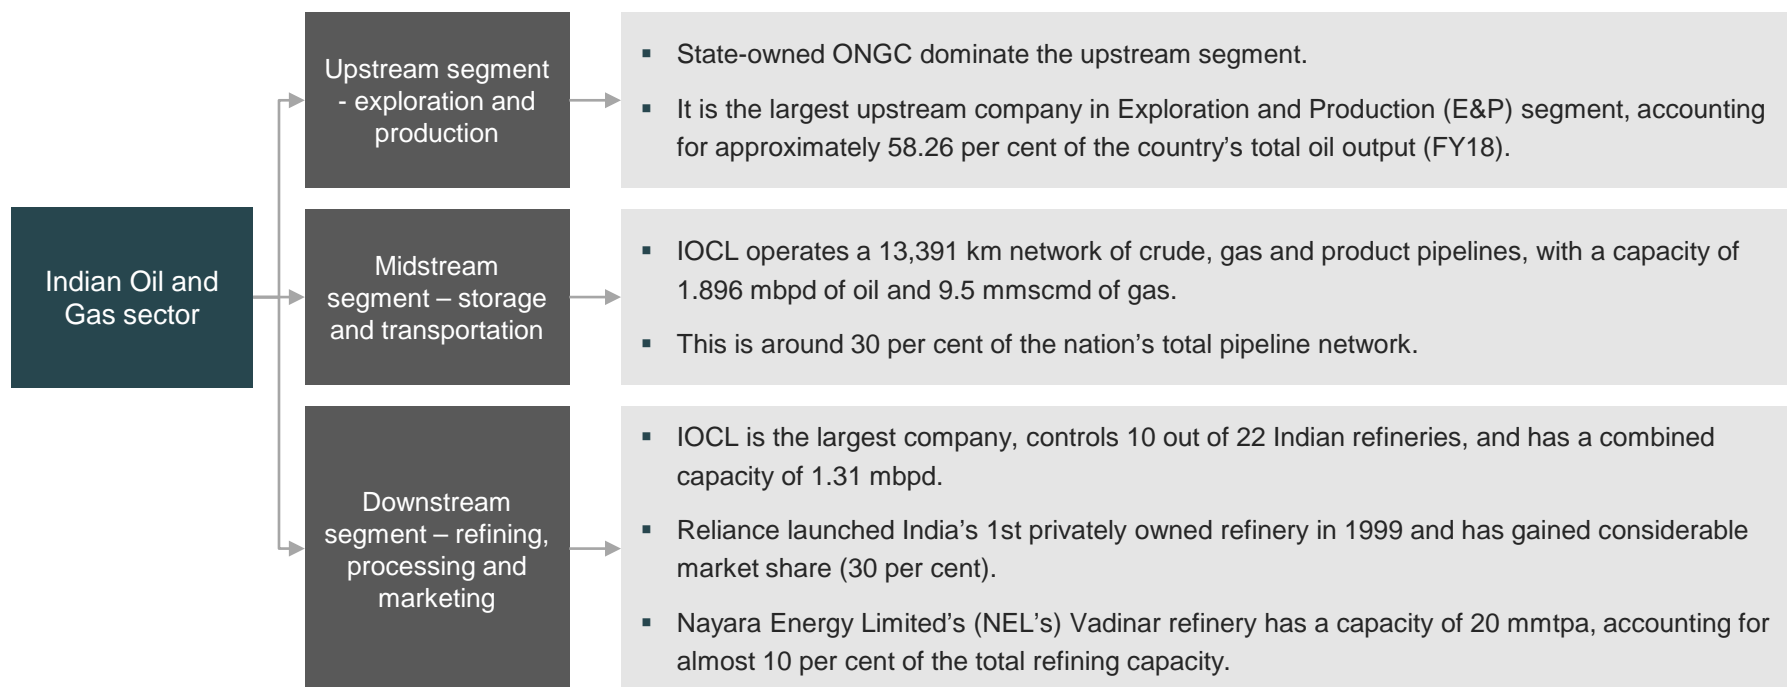 Indian Oil and
Gas sector
Upstream segment
- exploration and
production
▪ State-owned ONGC dominate the upstream segment.
▪ It is the largest upstream company in Exploration and Production (E&P) segment, accounting
for approximately 58.26 per cent of the country’s total oil output (FY18).
Midstream
segment – storage
and transportation
▪ IOCL operates a 13,391 km network of crude, gas and product pipelines, with a capacity of
1.896 mbpd of oil and 9.5 mmscmd of gas.
▪ This is around 30 per cent of the nation’s total pipeline network.
Downstream
segment – refining,
processing and
marketing
▪ IOCL is the largest company, controls 10 out of 22 Indian refineries, and has a combined
capacity of 1.31 mbpd.
▪ Reliance launched India’s 1st privately owned refinery in 1999 and has gained considerable
market share (30 per cent).
▪ Nayara Energy Limited’s (NEL’s) Vadinar refinery has a capacity of 20 mmtpa, accounting for
almost 10 per cent of the total refining capacity.